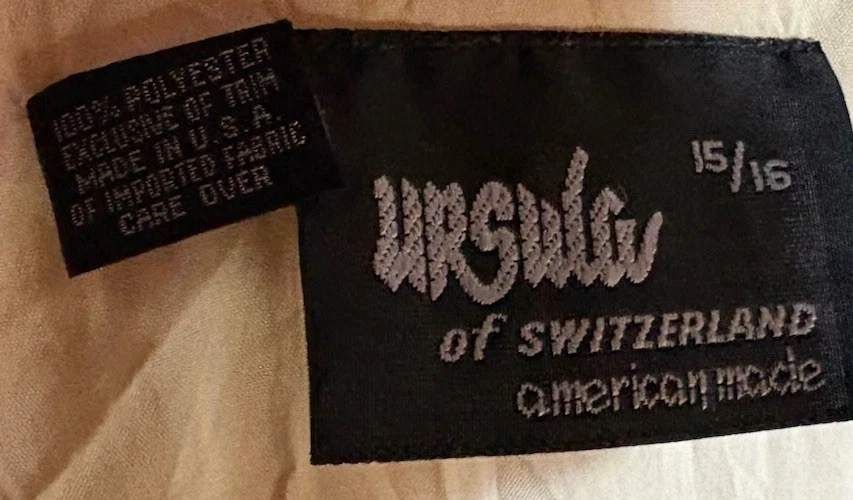 100% POLYESTER
EXCLUSIVE OF TRIM
MADE IN U.S.A.
OF IMPORTED FABRIC
CARE OVER
15/16
ursula
of SWITZERLAND
american made